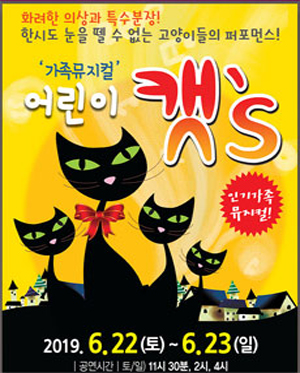 화려한 의상과 특수분장!
한시도 눈을 뗄 수 없는 고양이들의 퍼포먼스!
'가족뮤지컬'
어린이 캣's
인기가족
뮤지컬!
2019. 6.22(토) ~ 6.23(일)
| 공연시간 | 토/일) 11시 30분, 2시, 4시